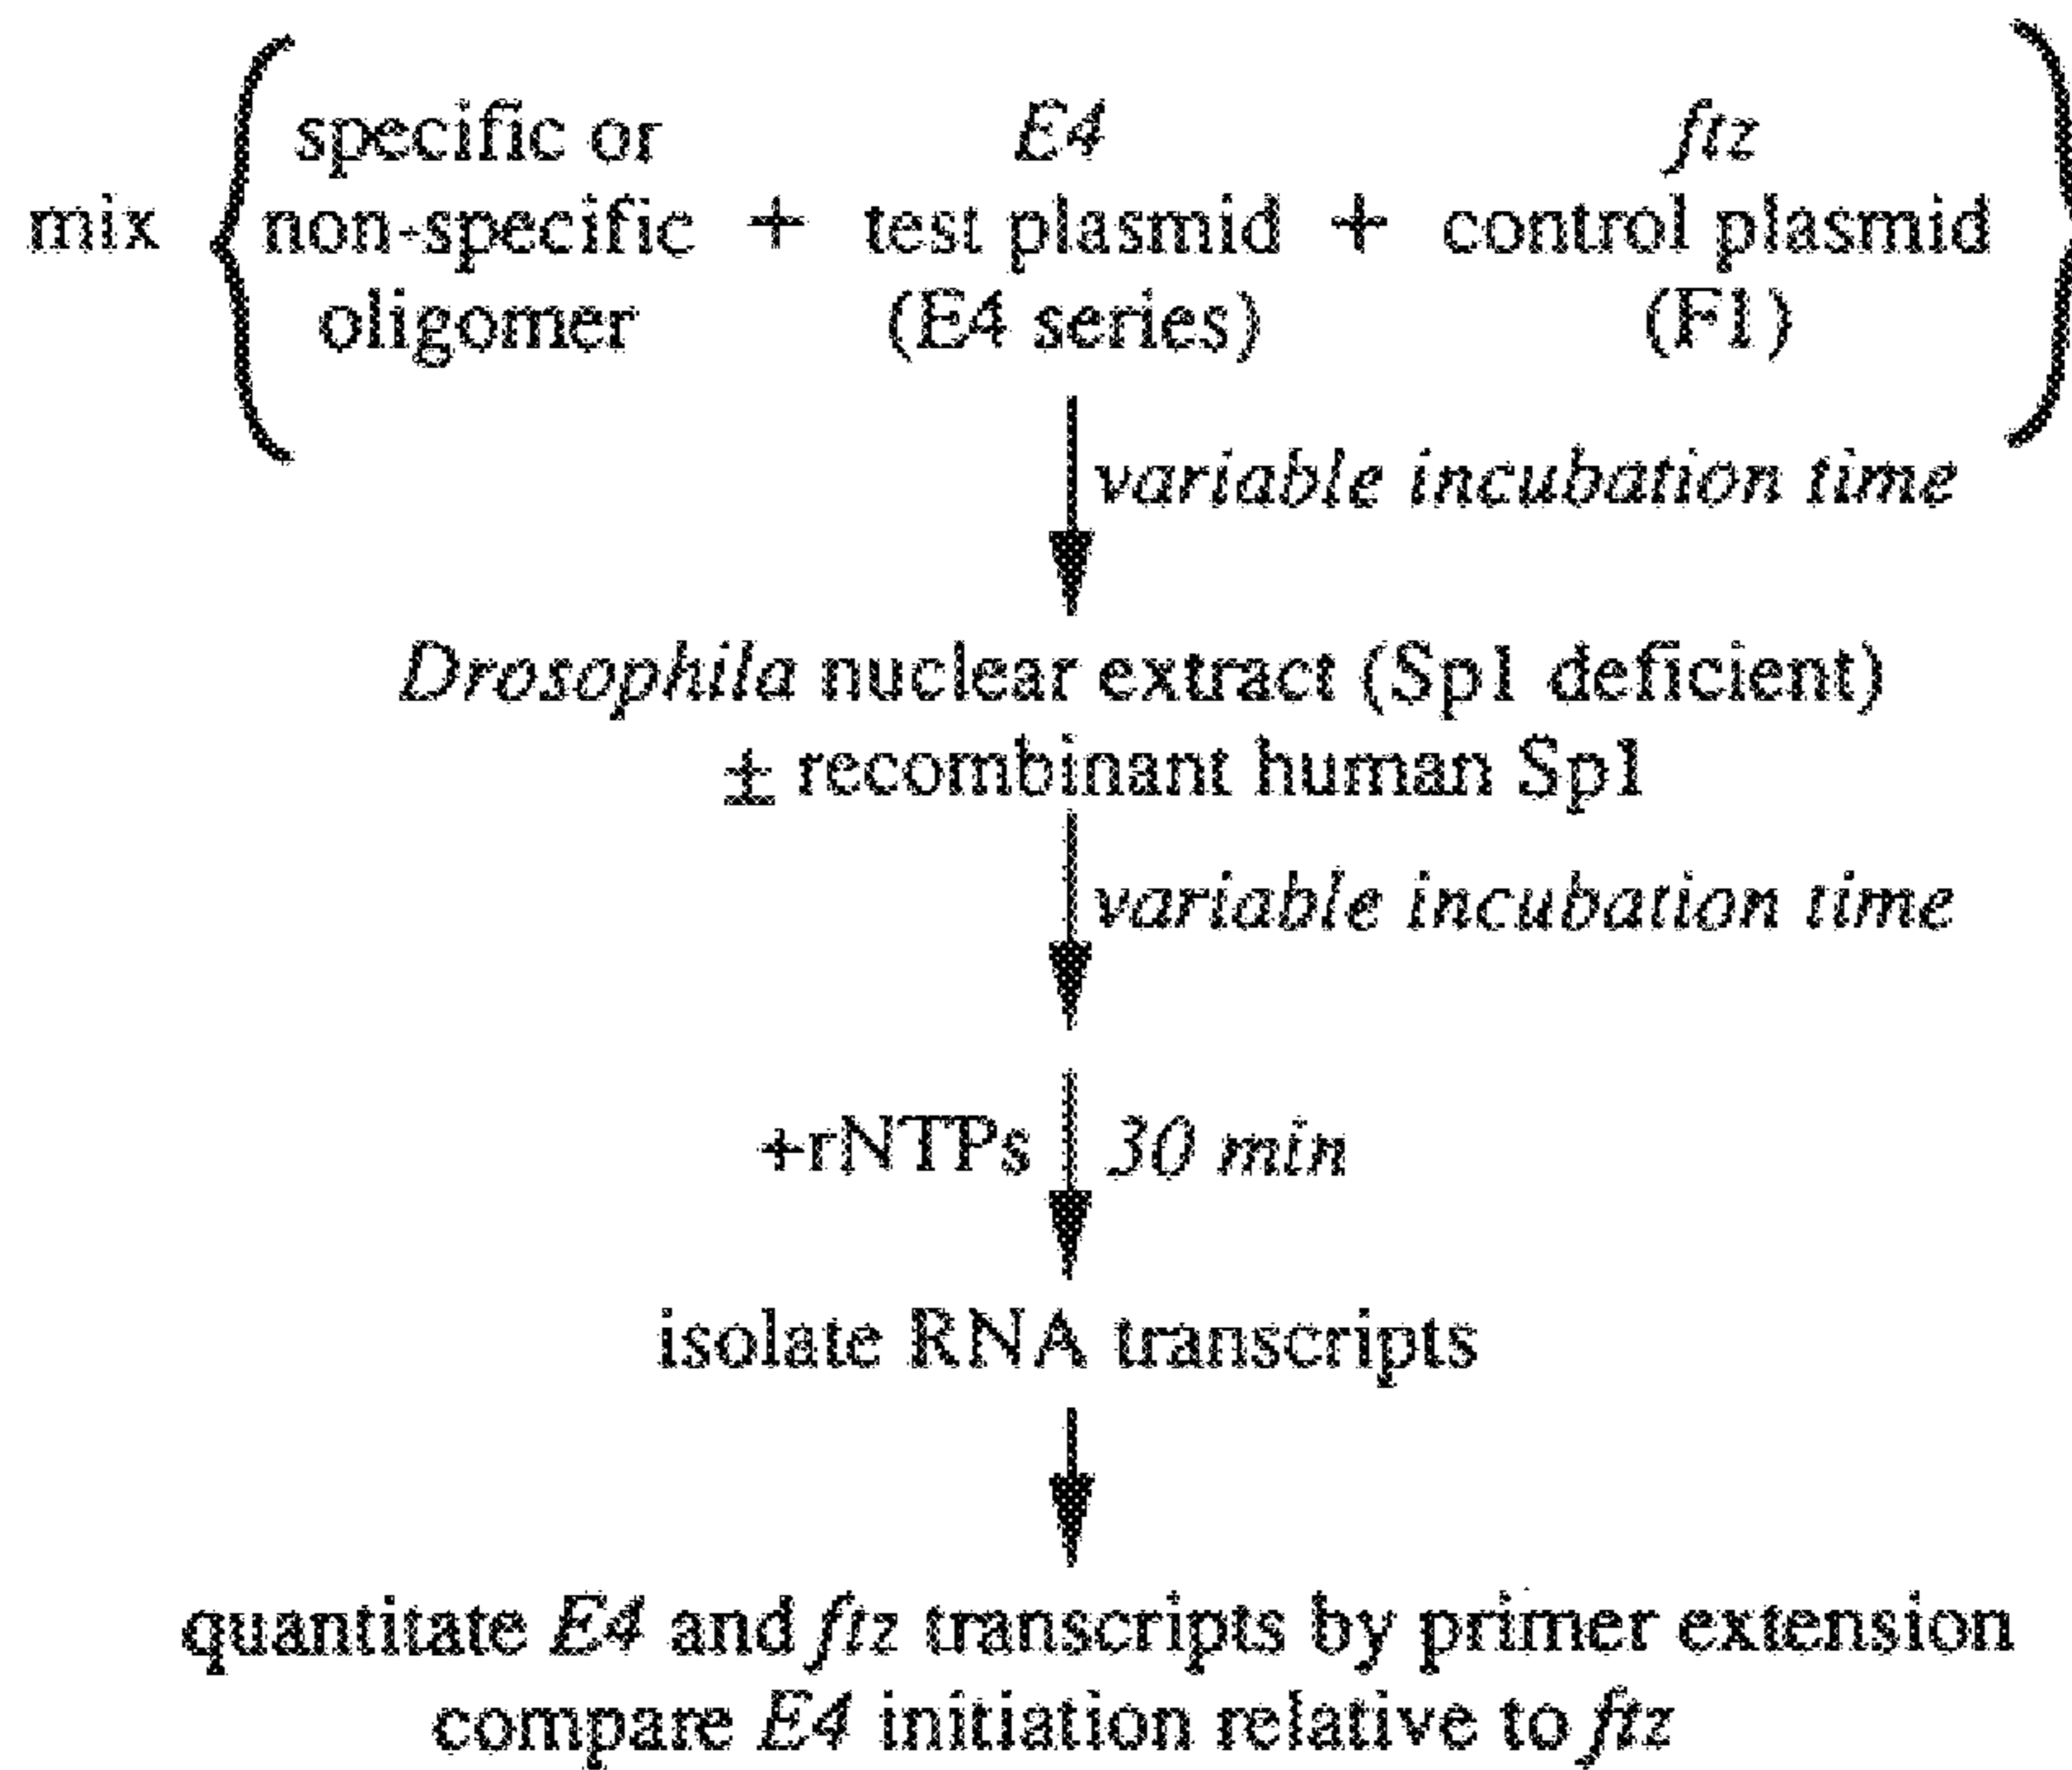 specific or E4 ftz
mix non-specific + test plasmid + control plasmid
oligomer (E4 series) (F1)
variable incubation time
Drosophila nuclear extract (Sp1 deficient)
± recombinant human Sp1
variable incubation time
+rNTPs 30 min
isolate RNA transcripts
quantitate E4 and ftz transcripts by primer extension
compare E4 initiation relative to ftz